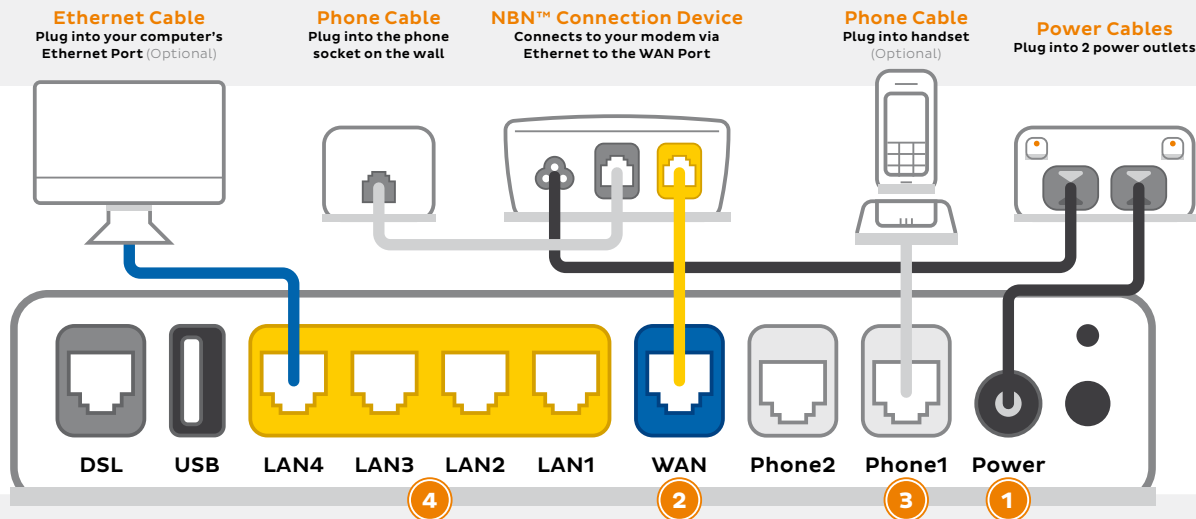 Ethernet Cable
Plug into your computer's
Ethernet Port (Optional)
Phone Cable
Plug into the phone
socket on the wall
NBN™ Connection Device
Connects to your modem via
Ethernet to the WAN Port
Phone Cable
Plug into handset
(Optional)
Power Cables
Plug into 2 power outlets
DSL
USB
LAN4
LAN3
LAN2
LAN1
WAN
Phone2
Phone1
Power
4
2
3
1